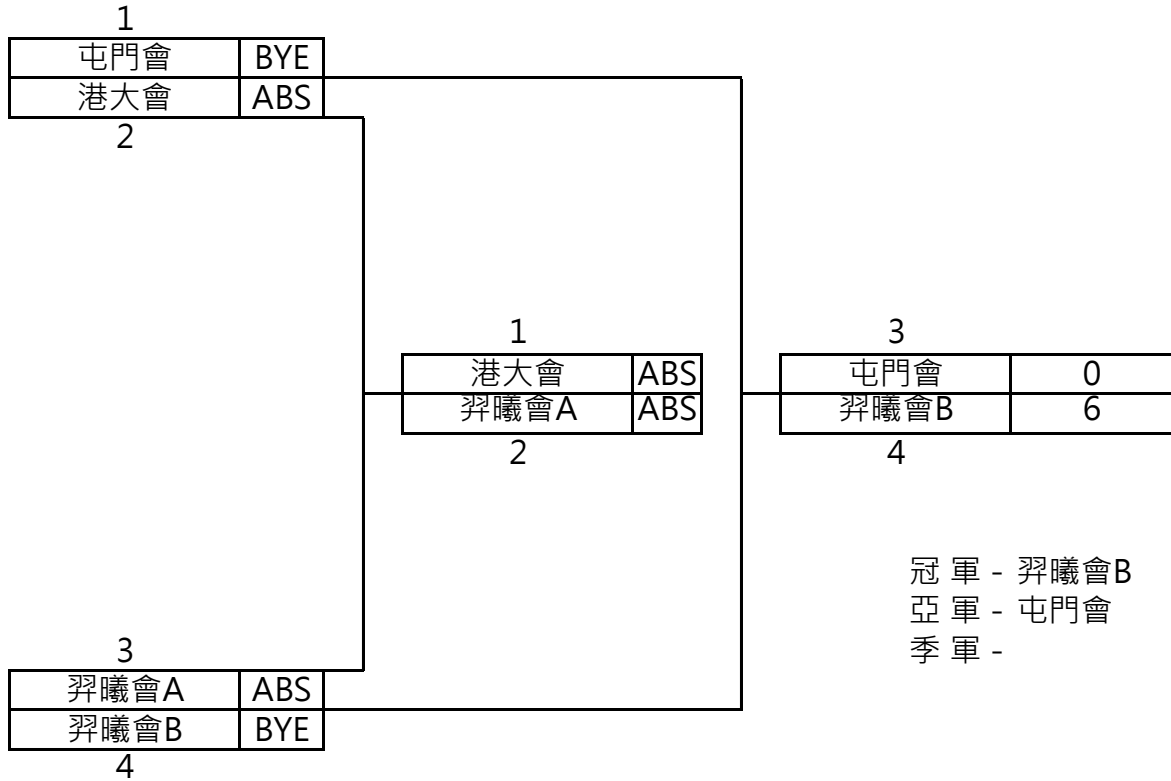 1
屯門會 BYE
港大會 ABS
2
1
港大會 ABS
羿曦會A ABS
2
3
屯門會 0
羿曦會B 6
4
冠 軍 - 羿曦會B
亞 軍 - 屯門會
季 軍 -
3
羿曦會A ABS
羿曦會B BYE
4